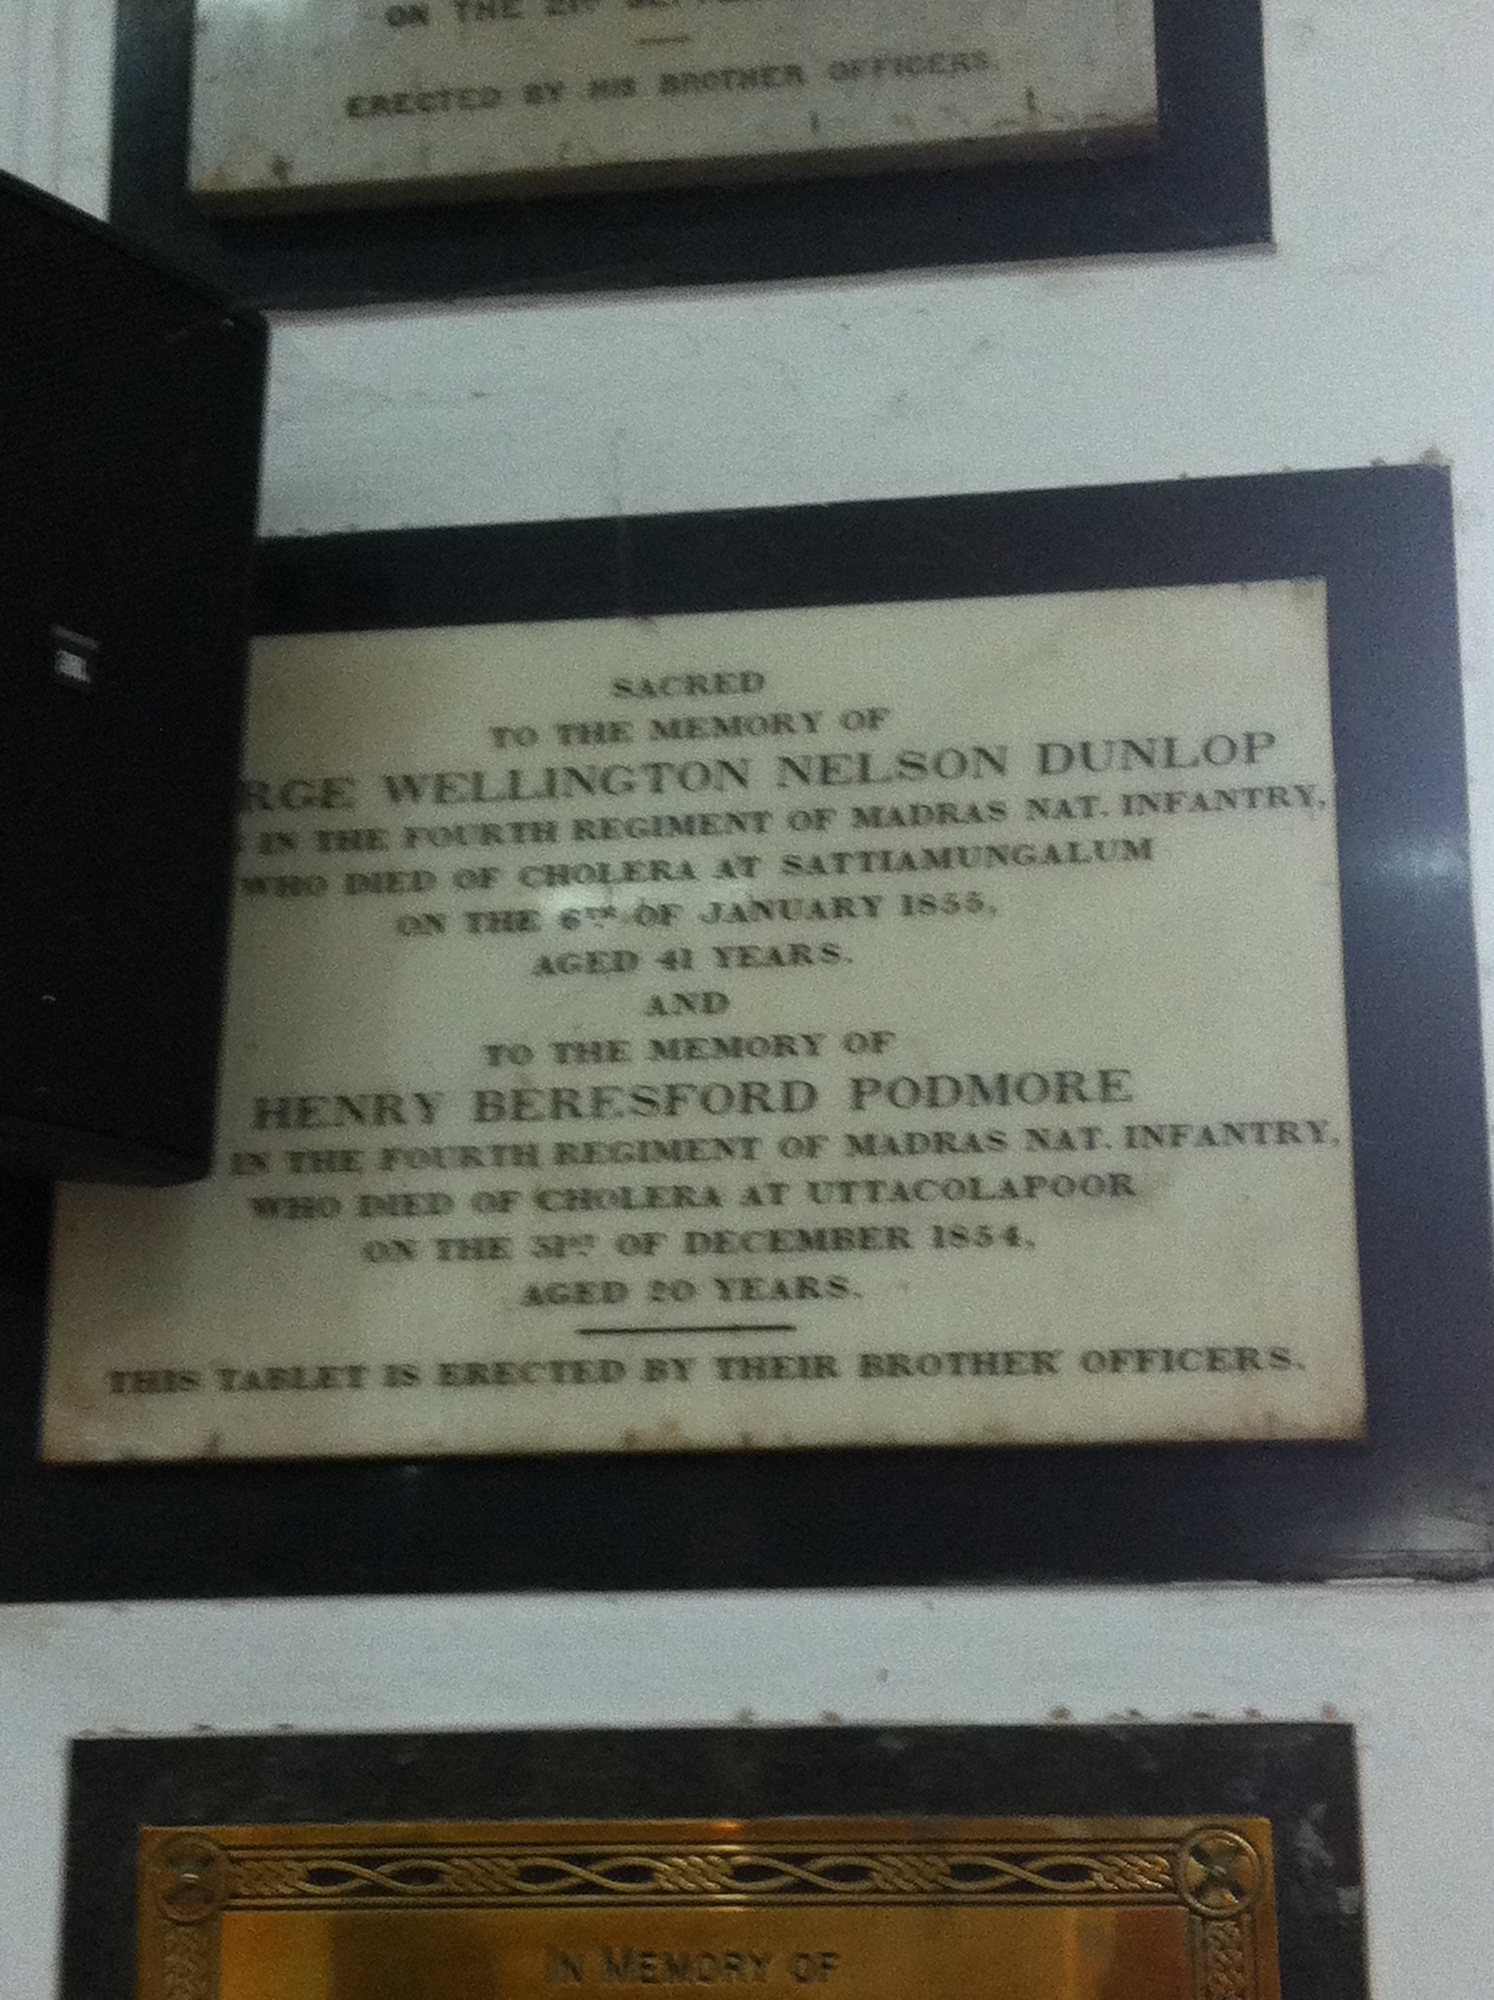 ON THE 21ST
ERECTED BY HIS BROTHER OFFICERS.
SACRED
TO THE MEMORY OF
RGE WELLINGTON NELSON DUNLOP
IN THE FOURTH REGIMENT OF MADRAS NAT. INFANTRY,
WHO DIED OF CHOLERA AT SATTIAMUNGALUM
ON THE 6TH OF JANUARY 1855,
AGED 41 YEARS.
AND
TO THE MEMORY OF
HENRY BERESFORD PODMORE
IN THE FOURTH REGIMENT OF MADRAS NAT. INFANTRY,
WHO DIED OF CHOLERA AT UTTACOLAPOOR
ON THE 31ST OF DECEMBER 1854,
AGED 20 YEARS.
THIS TABLET IS ERECTED BY THEIR BROTHER OFFICERS.
IN MEMORY OF